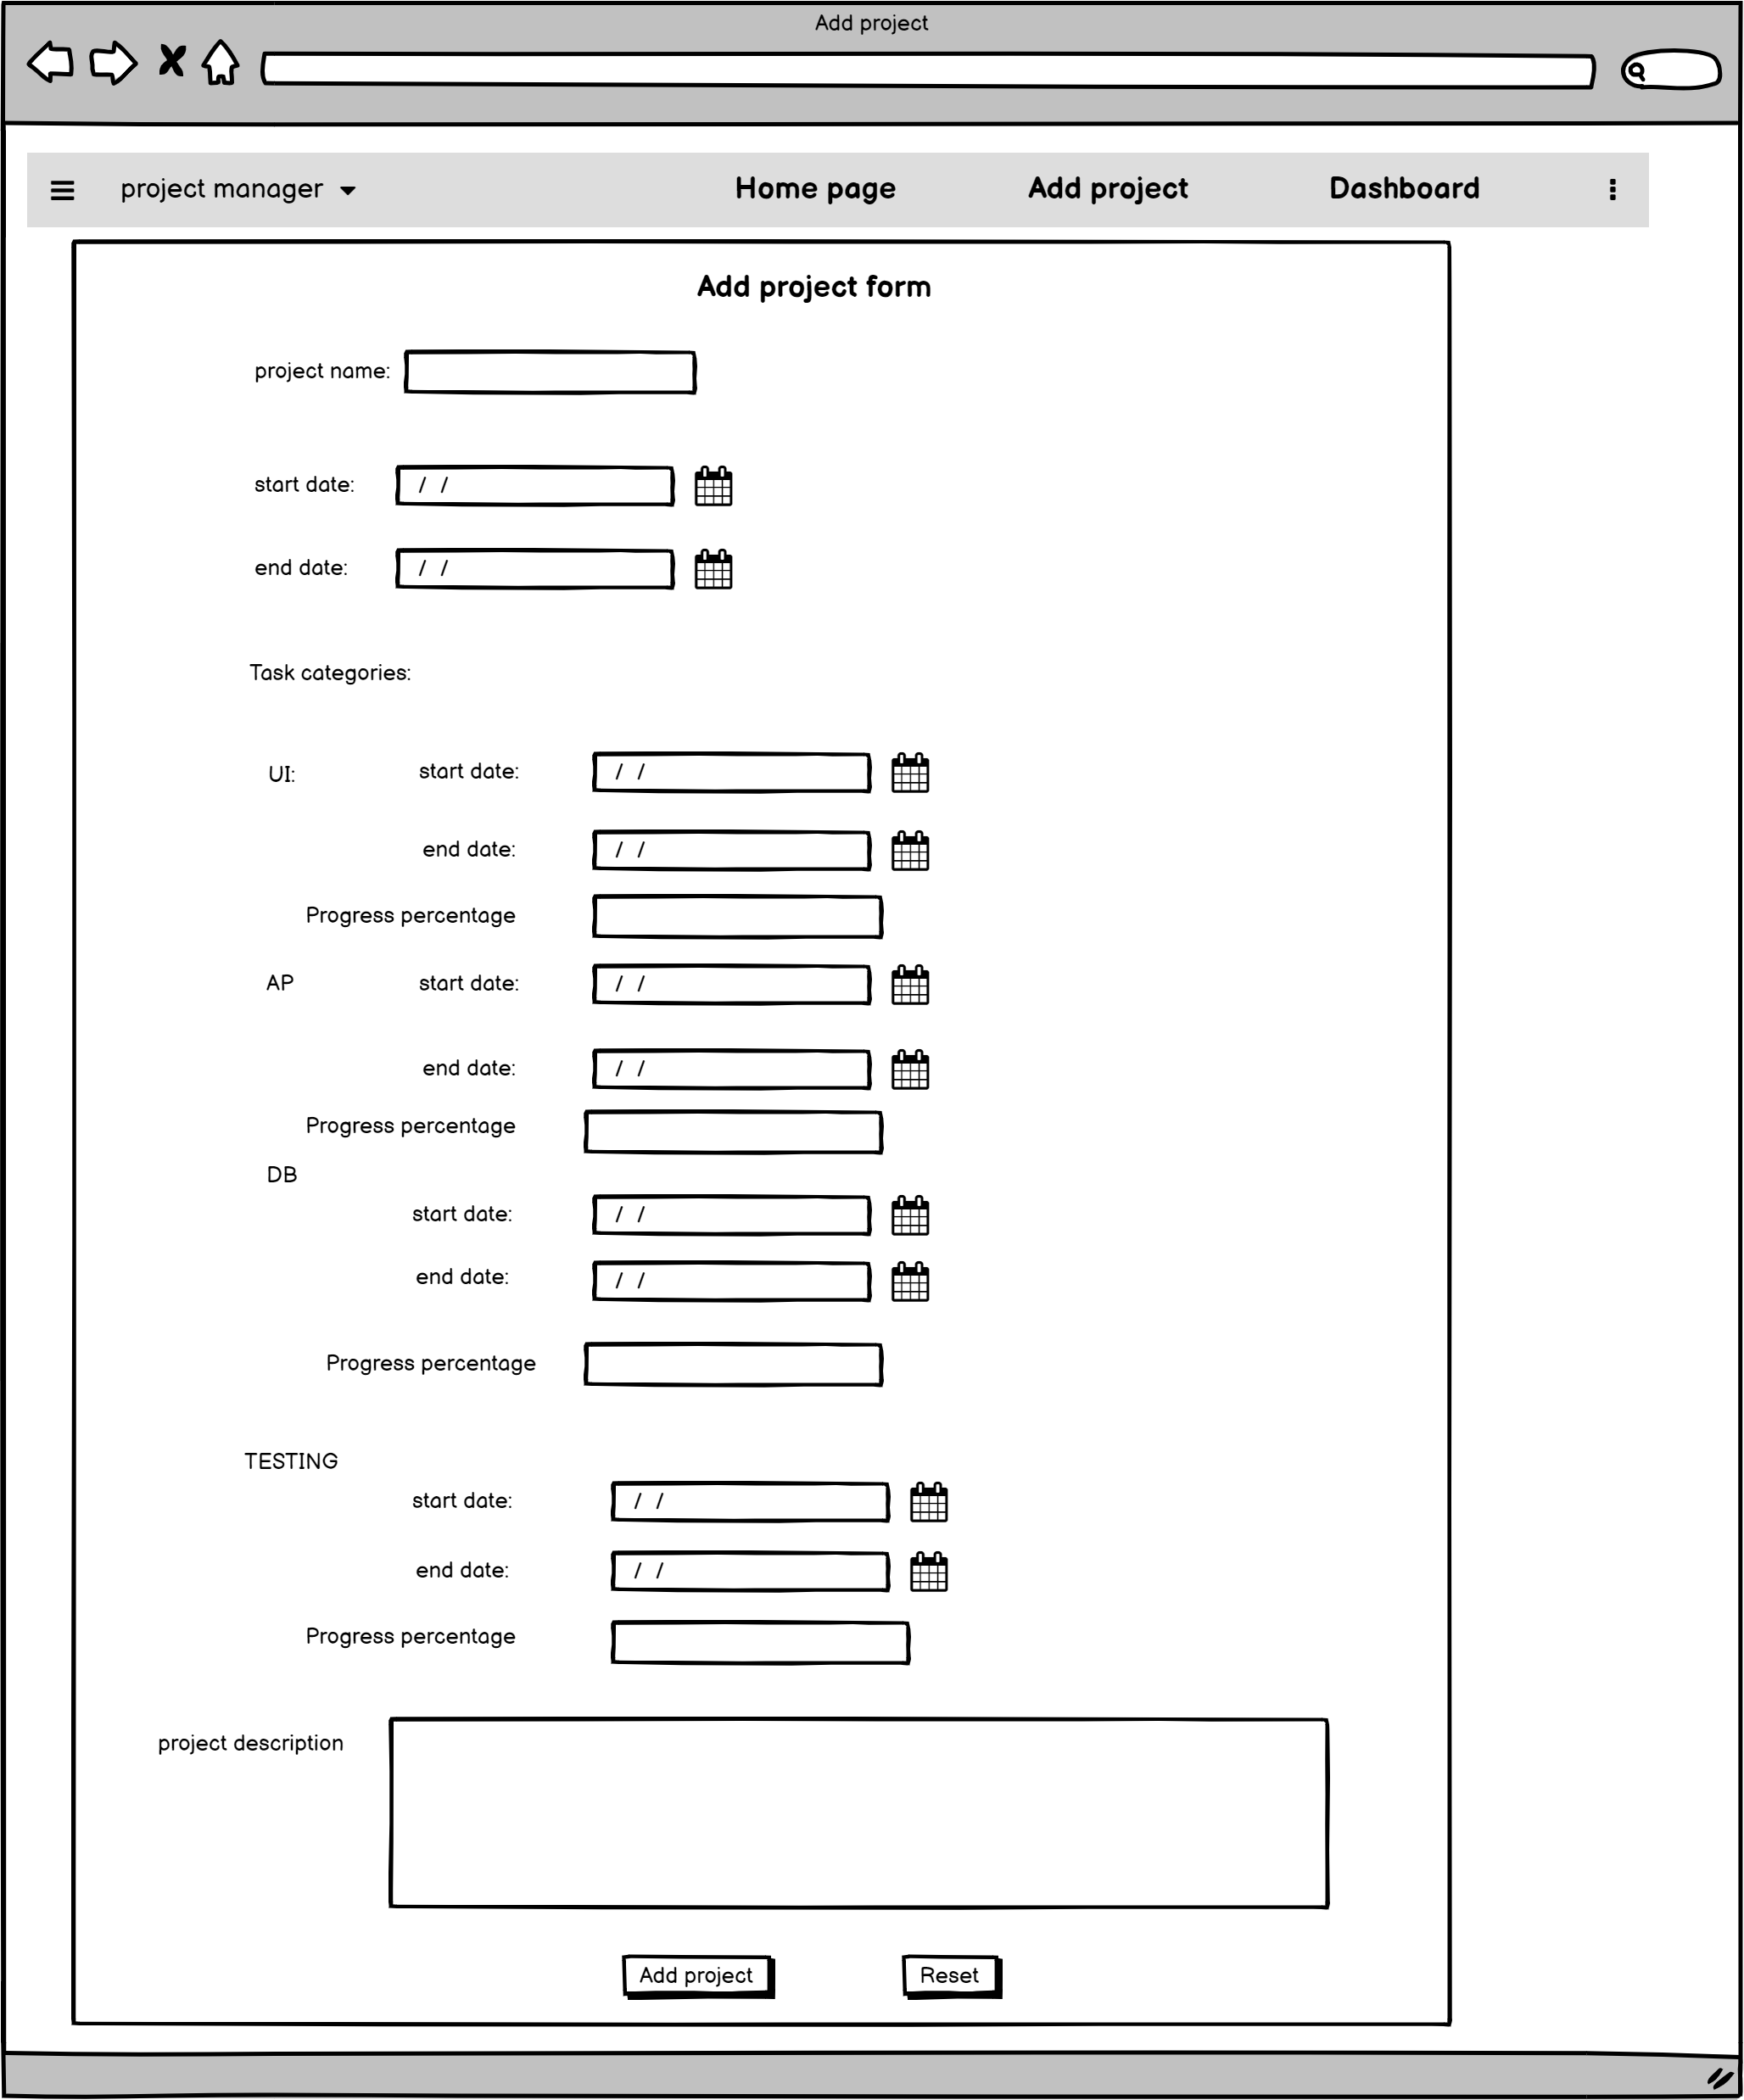 Add project
project manager Home page Add project Dashboard
Add project form
project name:
start date: / /
end date: / /
Task categories:
UI: start date: / /
end date: / /
Progress percentage
AP start date: / /
end date: / /
Progress percentage
DB
start date: / /
end date: / /
Progress percentage
TESTING
start date: / /
end date: / /
Progress percentage
project description
Add project Reset